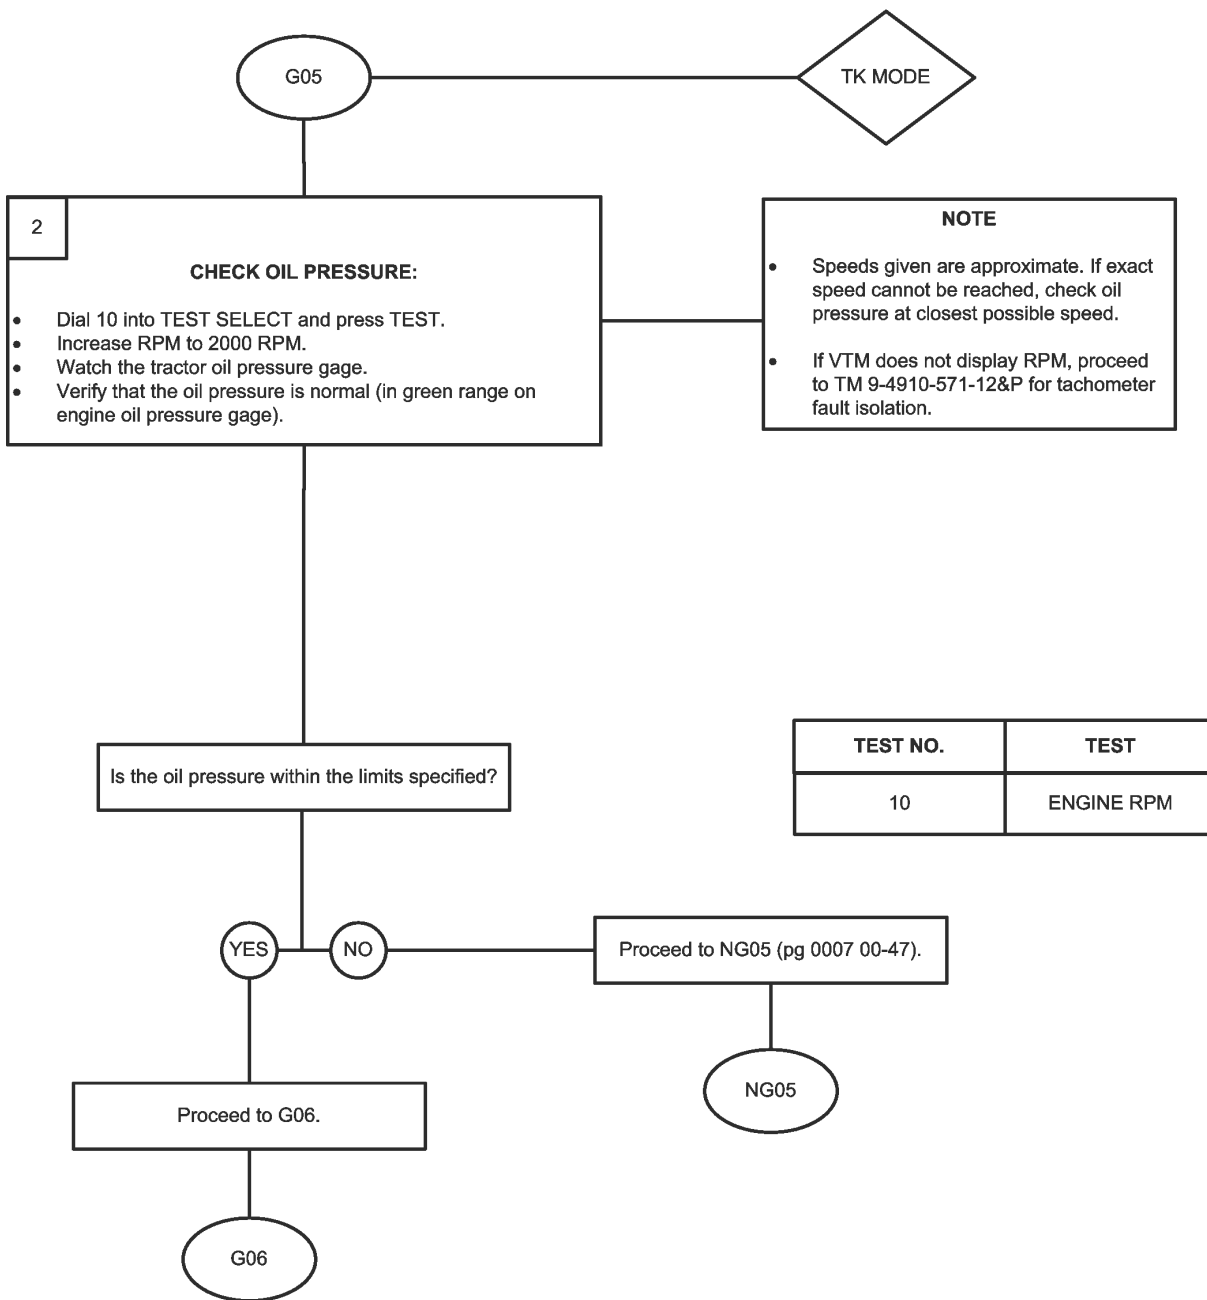 G05
TK MODE
2
CHECK OIL PRESSURE:
• Dial 10 into TEST SELECT and press TEST.
• Increase RPM to 2000 RPM.
• Watch the tractor oil pressure gage.
• Verify that the oil pressure is normal (in green range on
engine oil pressure gage).
NOTE
• Speeds given are approximate. If exact
speed cannot be reached, check oil
pressure at closest possible speed.
• If VTM does not display RPM, proceed
to TM 9-4910-571-12&P for tachometer
fault isolation.
Is the oil pressure within the limits specified?
TEST NO. TEST
10 ENGINE RPM
YES NO
Proceed to NG05 (pg 0007 00-47).
NG05
Proceed to G06.
G06